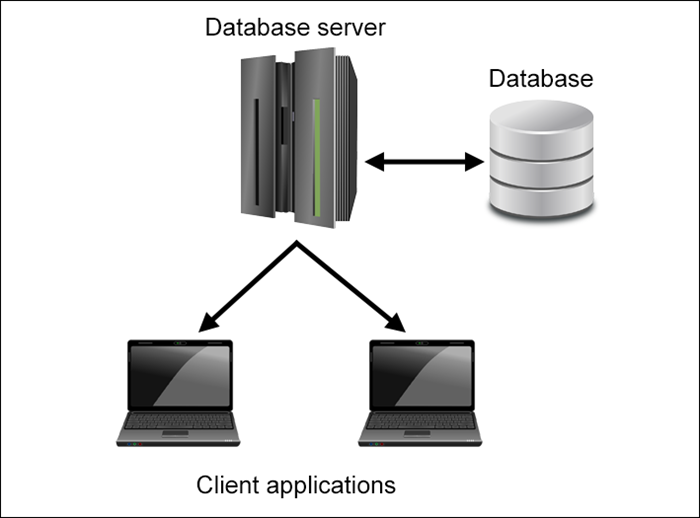 Database server
Database
Client applications